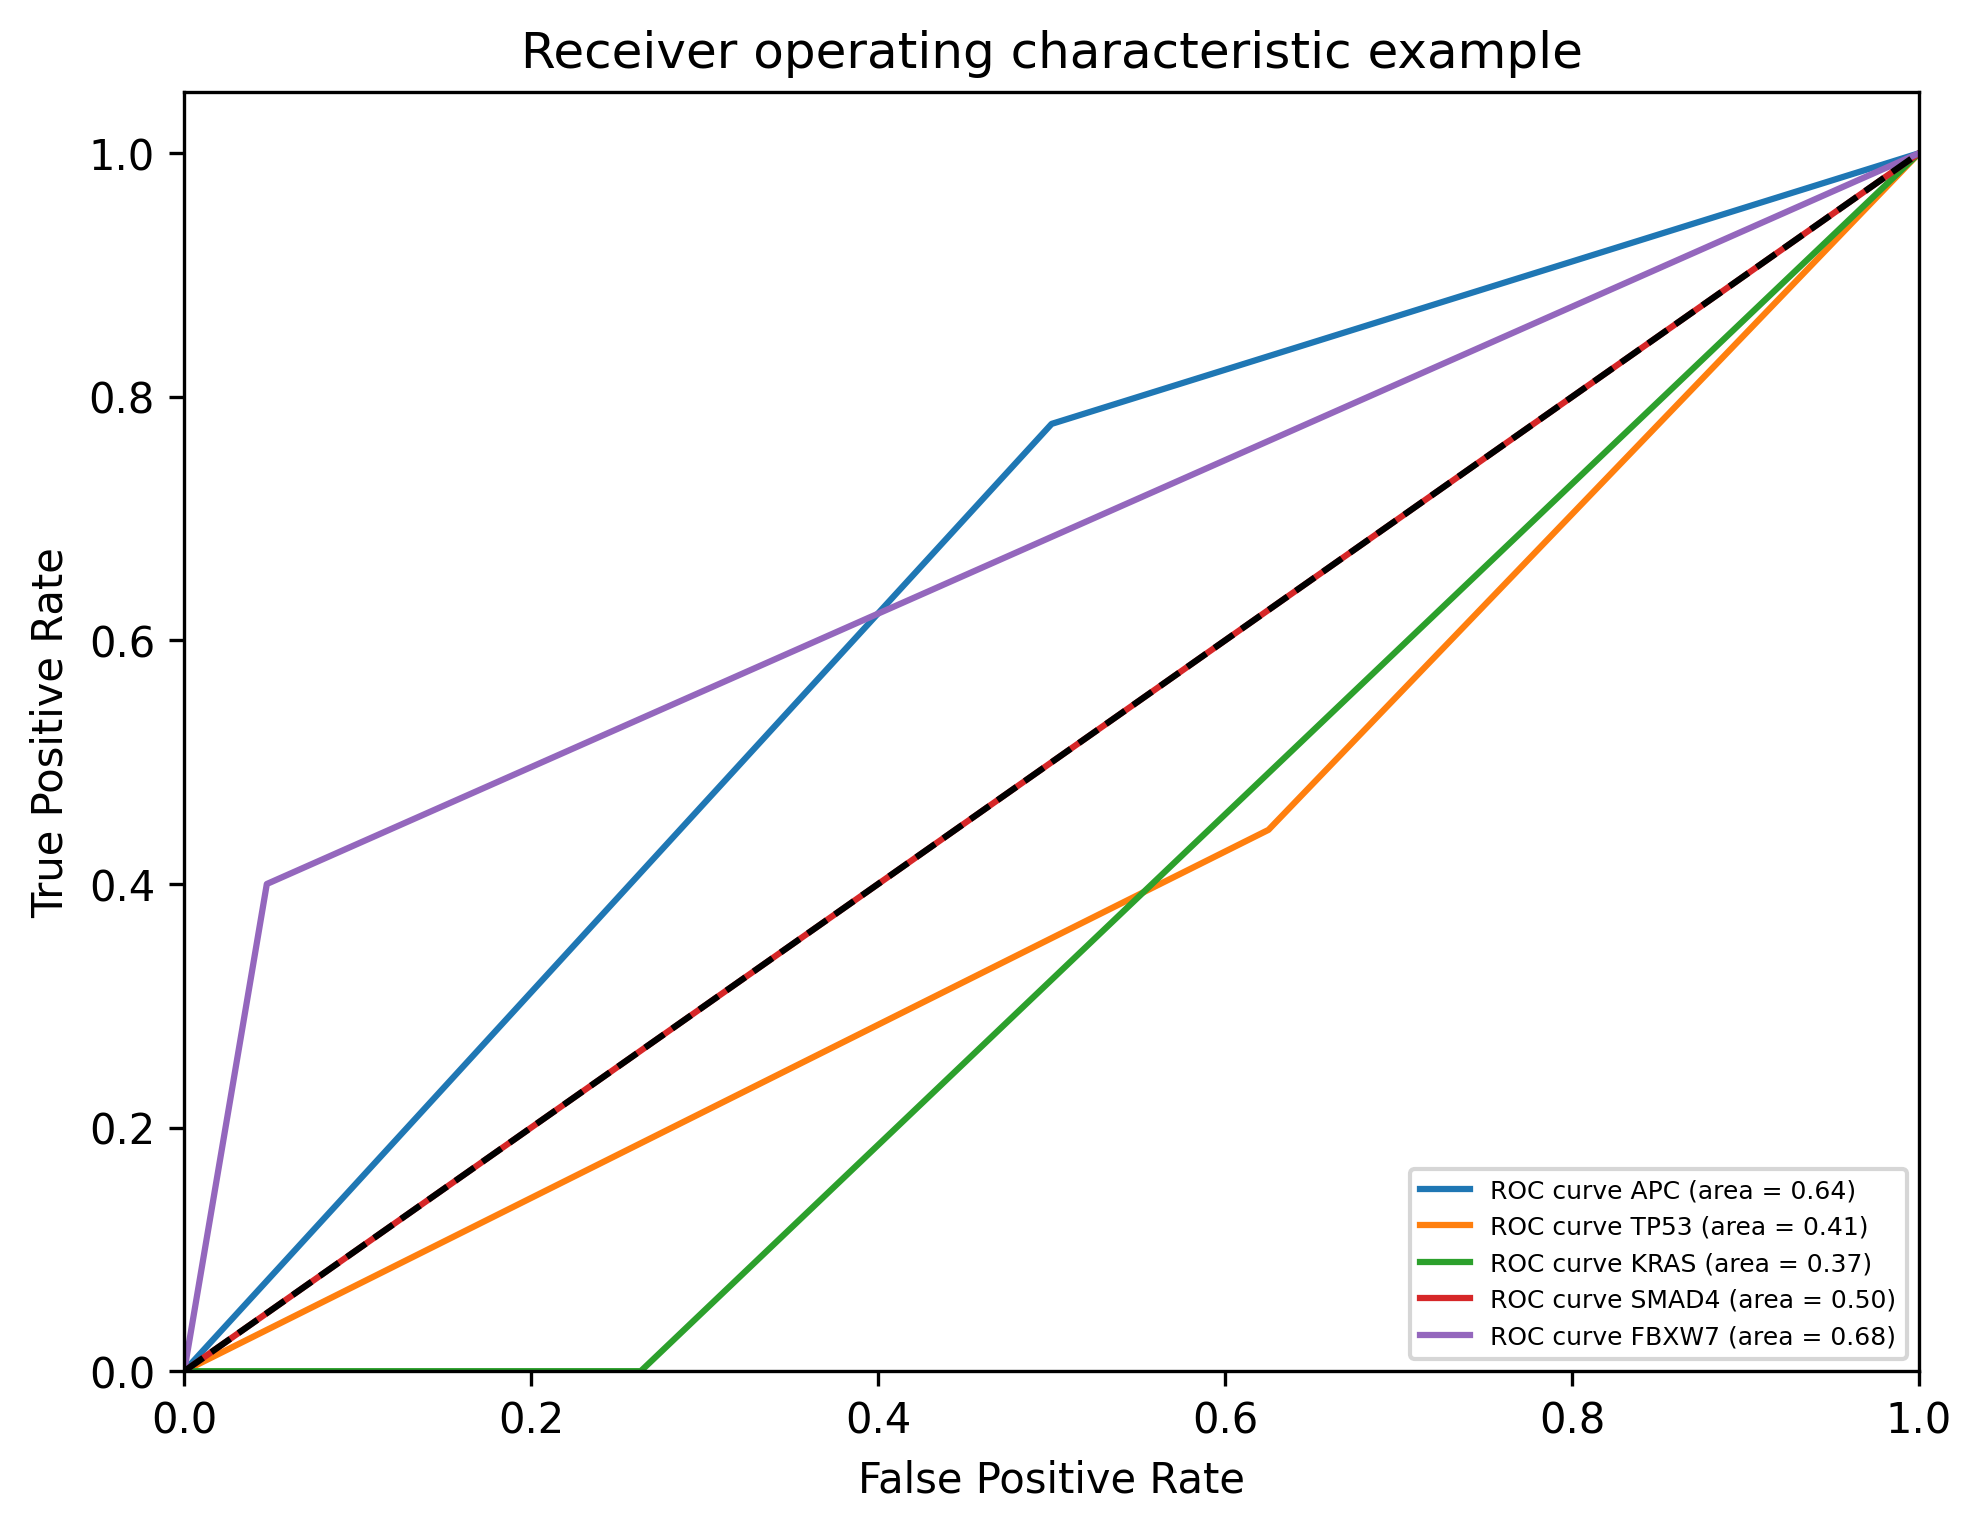 Receiver operating characteristic example
True Positive Rate
1.0
0.8
0.6
0.4
0.2
0.0
0.0 0.2 0.4 0.6 0.8 1.0
False Positive Rate
ROC curve APC (area = 0.64)
ROC curve TP53 (area = 0.41)
ROC curve KRAS (area = 0.37)
ROC curve SMAD4 (area = 0.50)
ROC curve FBXW7 (area = 0.68)